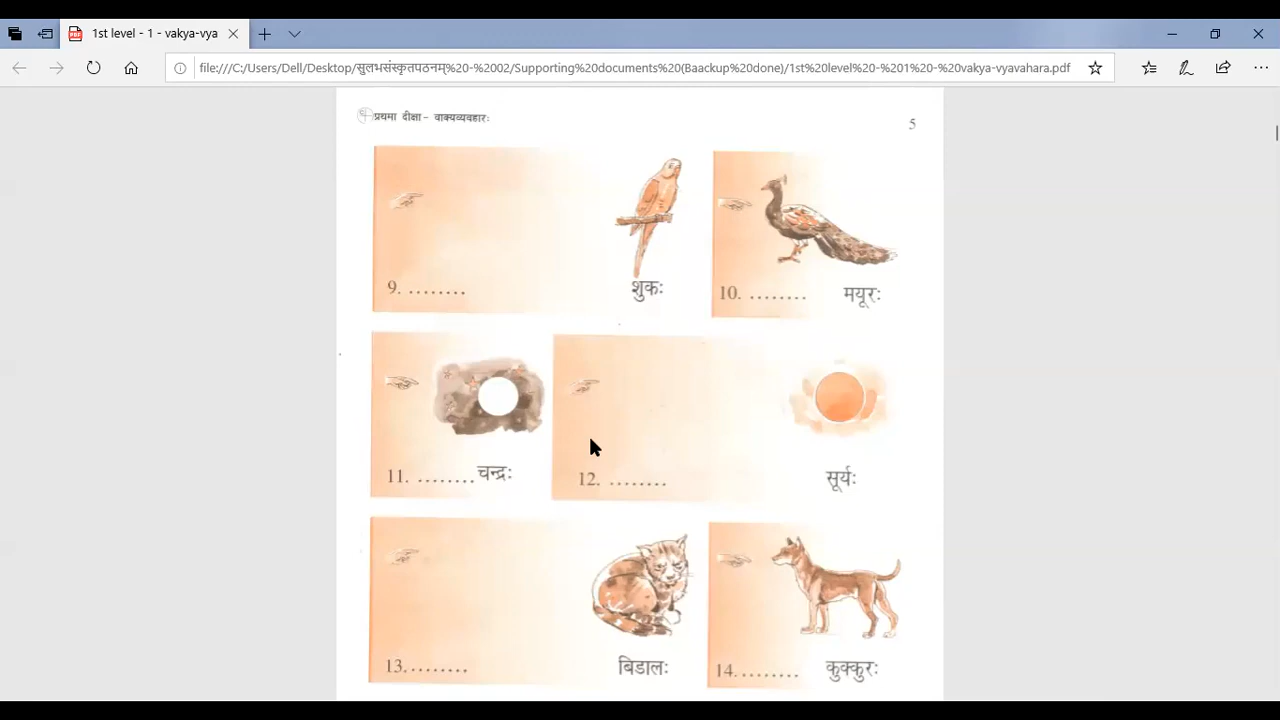 1st level - 1 - vakya-vya
file:///C:/Users/Dell/Desktop/सुलभसंस्कृतपठनम्%20-%2002/Supporting%20documents%20(Baackup%20done)/1st%20level%20-%201%20-%20vakya-vyavahara.pdf
प्रथमा दीक्षा - वाक्यव्यवहारः
5
9. ........ शुकः
10. ........ मयूरः
11. ........ चन्द्रः
12. ........ सूर्यः
13. ........ बिडालः
14. ........ कुक्कुरः